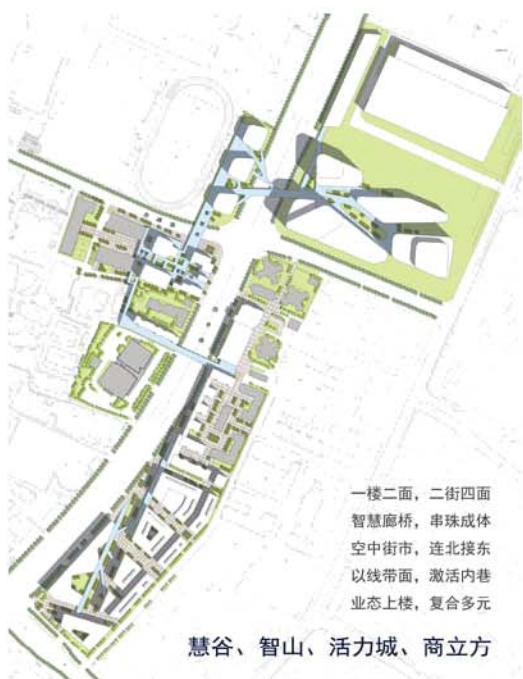 一楼二面，二街四面
智慧廊桥，串珠成体
空中街市，连北接东
以线带面，激活内巷
业态上楼，复合多元
慧谷、智山、活力城、商立方